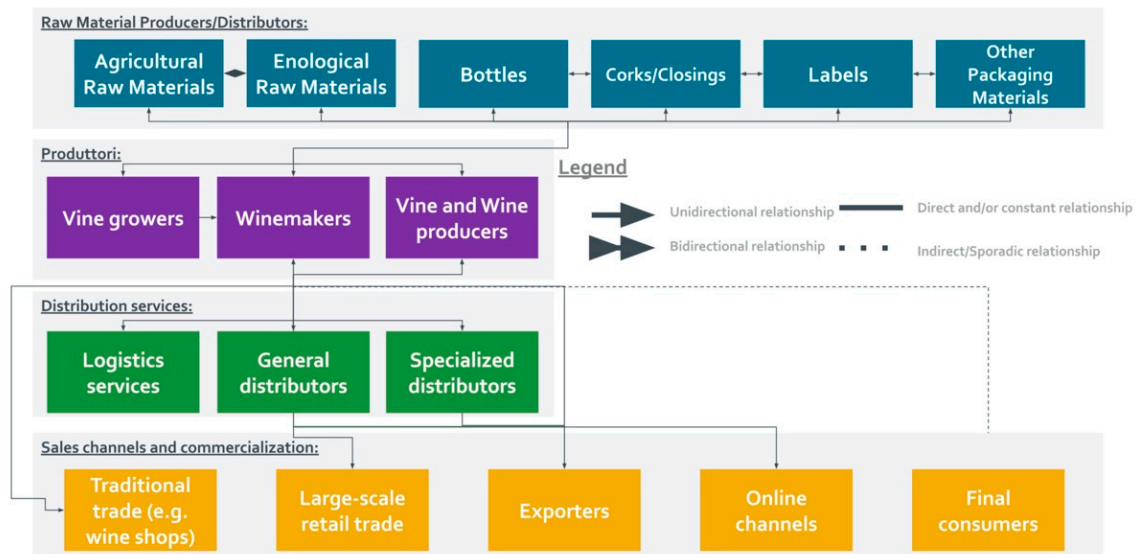 Raw Material Producers/Distributors:
Agricultural
Raw Materials
Enological
Raw Materials
Bottles
Corks/Closings
Labels
Other
Packaging
Materials
Produttori:
Vine growers
Winemakers
Vine and Wine
producers
Legend
Unidirectional relationship
Direct and/or constant relationship
Bidirectional relationship
Indirect/Sporadic relationship
Distribution services:
Logistics
services
General
distributors
Specialized
distributors
Sales channels and commercialization:
Traditional
trade (e.g.
wine shops)
Large-scale
retail trade
Exporters
Online
channels
Final
consumers